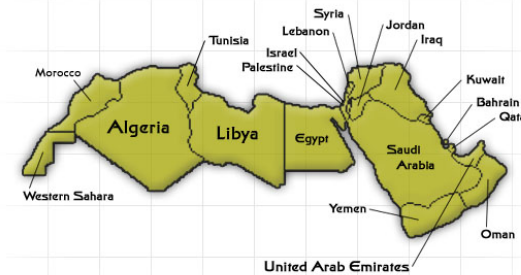 Syria
Lebanon
Jordan
Israel
Iraq
Tunisia
Palestine
Morocco
Kuwait
Bahrain
Qat
Algeria
Libya
Egypt
Saudi
Arabia
Western Sahara
Yemen
Oman
United Arab Emirates